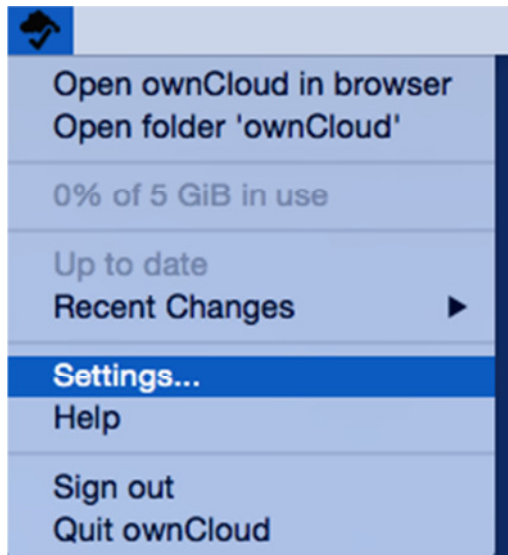 Open ownCloud in browser
Open folder 'ownCloud'
0% of 5 GiB in use
Up to date
Recent Changes
Settings...
Help
Sign out
Quit ownCloud